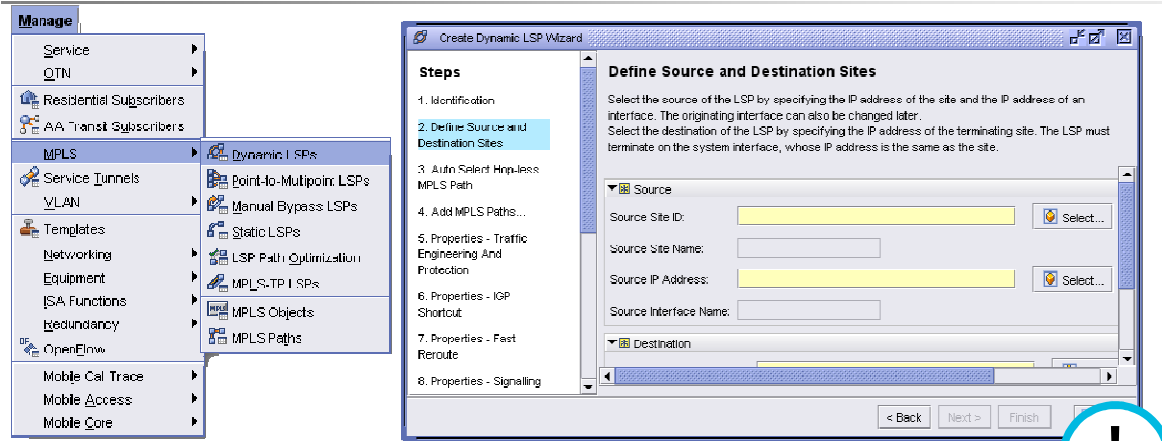 Manage
Service
OTN
Residential Subscribers
AA Transit Subscribers
MPLS
Service Tunnels
VLAN
Templates
Networking
Equipment
ISA Functions
Redundancy
OpenFlow
Mobile Call Trace
Mobile Access
Mobile Core
Dynamic LSPs
Point-to-Multipoint LSPs
Manual Bypass LSPs
Static LSPs
LSP Path Optimization
MPLS-TP LSPs
MPLS Objects
MPLS Paths
Create Dynamic LSP Wizard
Steps
1. Identification
2. Define Source and
Destination Sites
3. Auto Select Hop-less
MPLS Path
4. Add MPLS Paths...
5. Properties - Traffic
Engineering And
Protection
6. Properties - IGP
Shortcut
7. Properties - Fast
Reroute
8. Properties - Signalling
Define Source and Destination Sites
Select the source of the LSP by specifying the IP address of the site and the IP address of an
interface. The originating interface can also be changed later.
Select the destination of the LSP by specifying the IP address of the terminating site. The LSP must
terminate on the system interface, whose IP address is the same as the site.
Source
Source Site ID:
Select...
Source Site Name:
Source IP Address:
Select...
Source Interface Name:
Destination
< Back
Next >
Finish